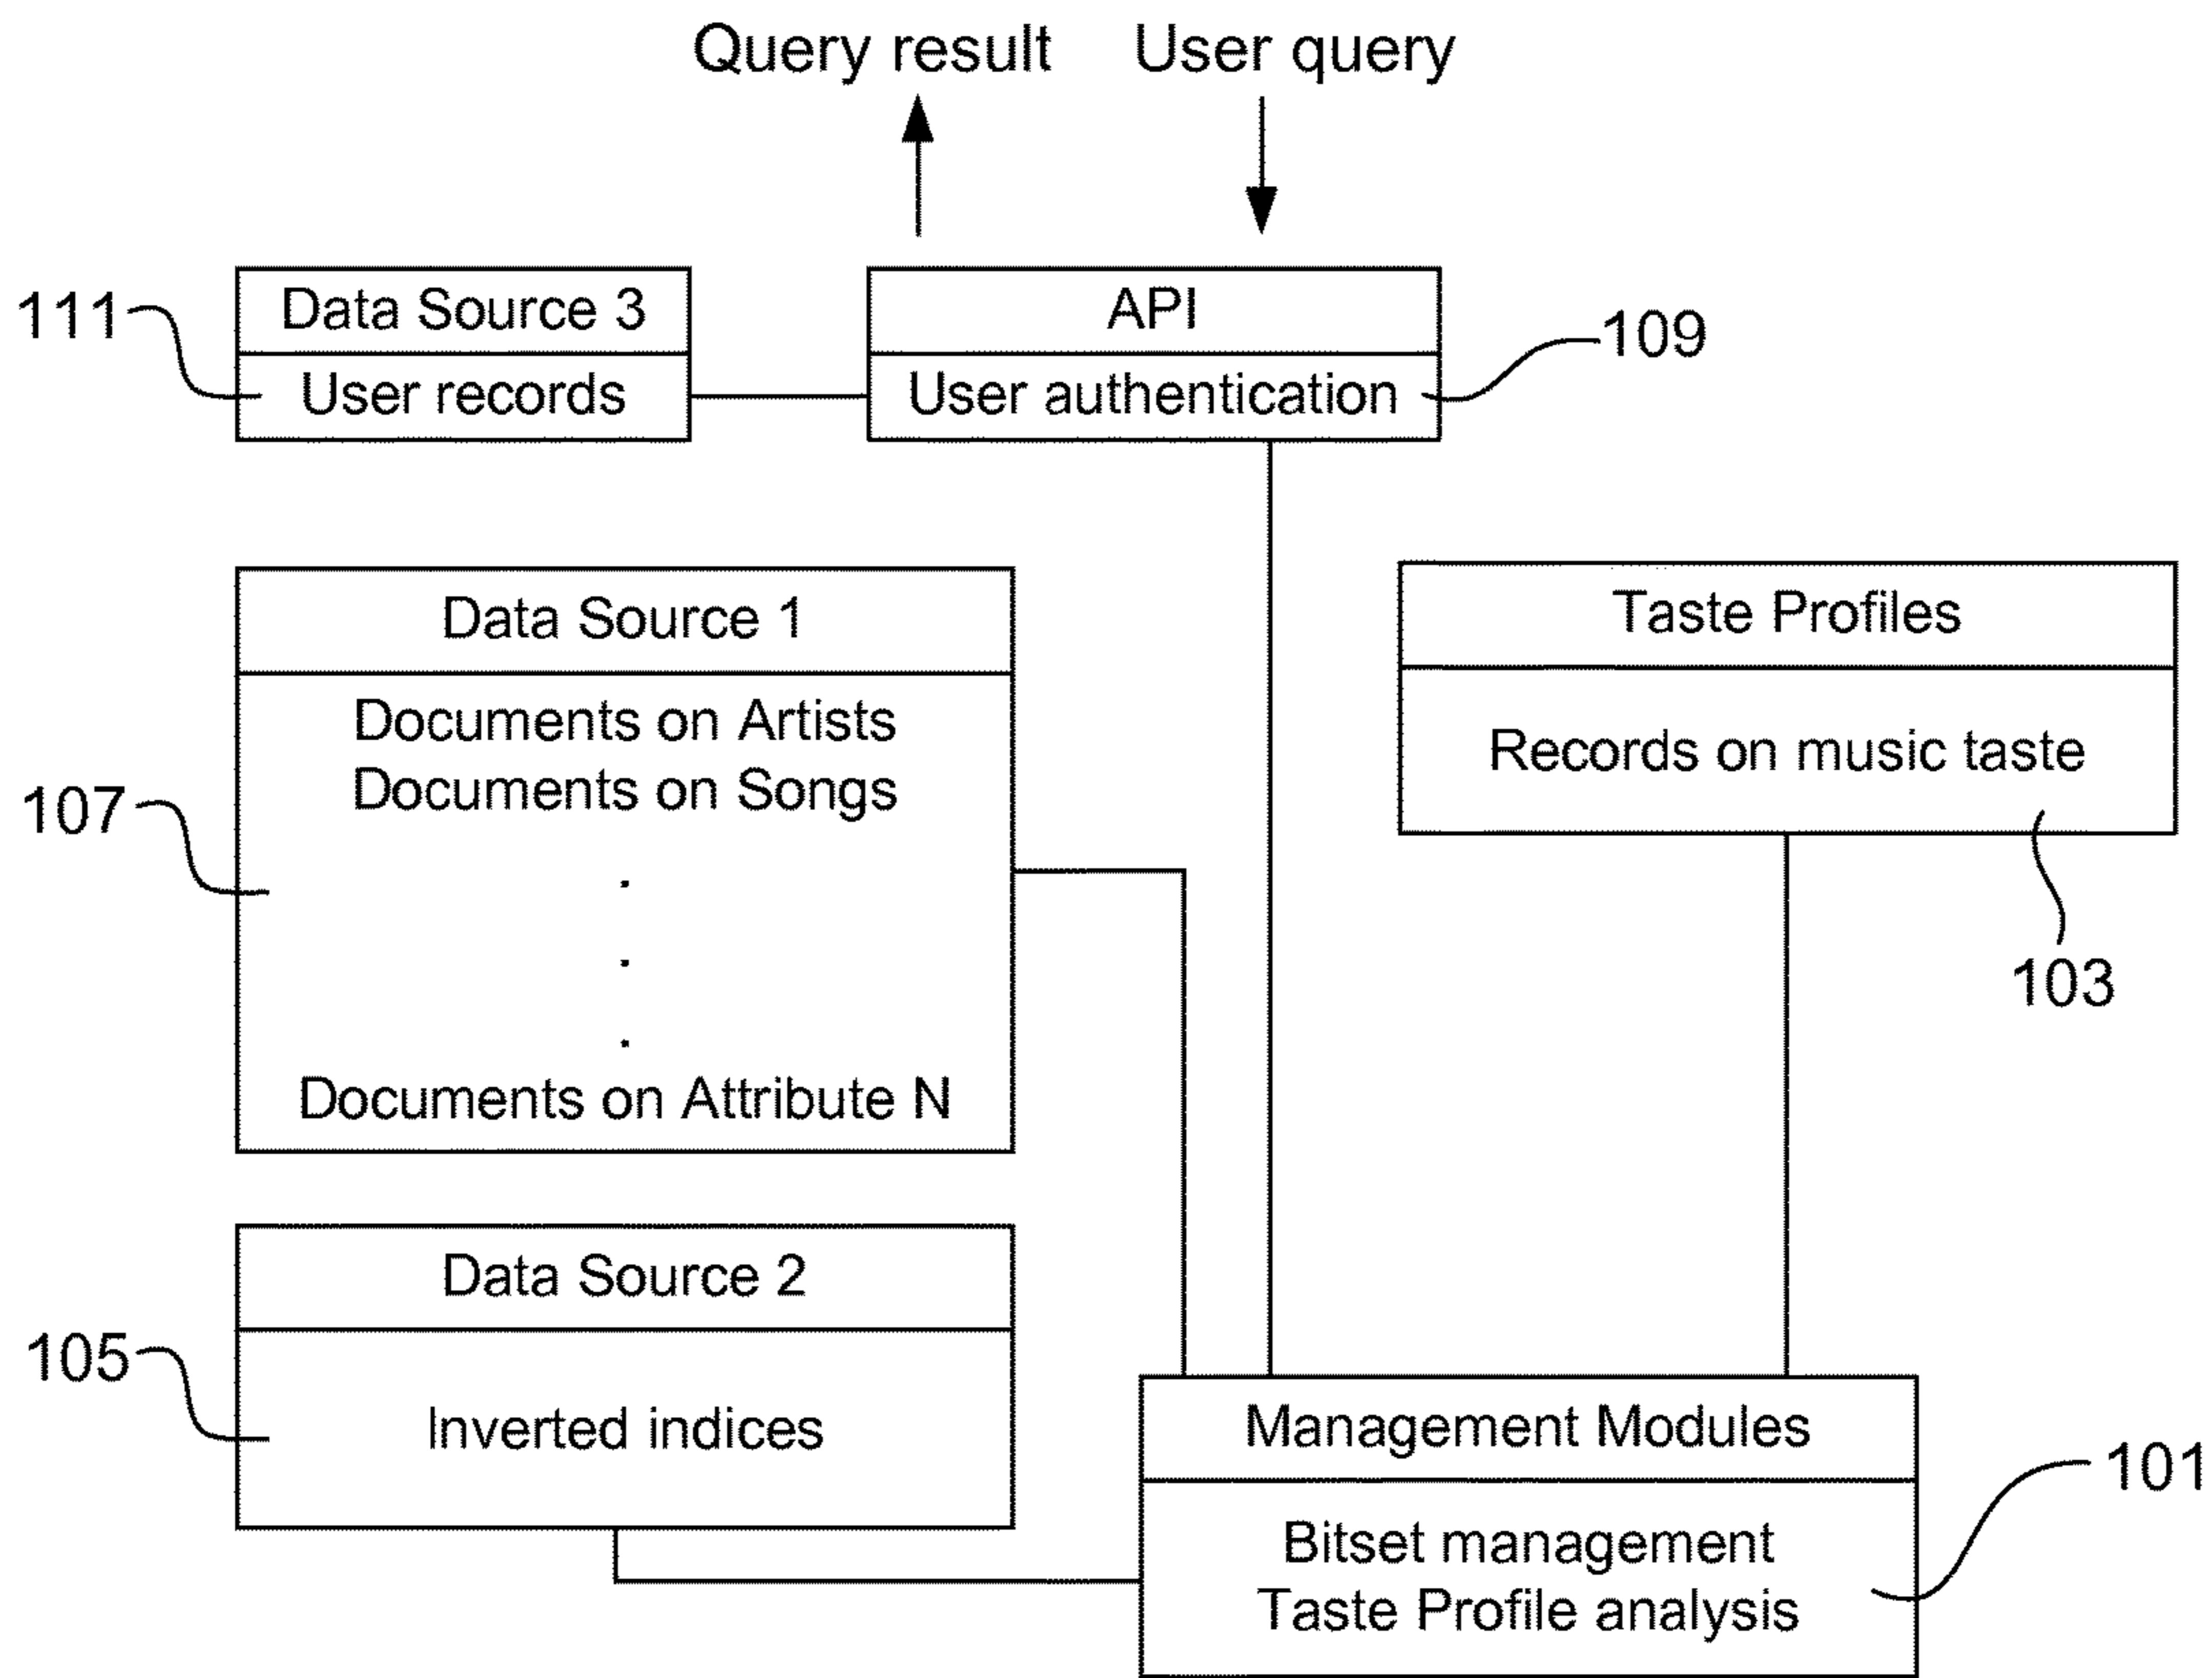 Query result
User query
111
Data Source 3
User records
API
User authentication
109
Data Source 1
Documents on Artists
Documents on Songs
.
.
.
Documents on Attribute N
107
Taste Profiles
Records on music taste
103
Data Source 2
Inverted indices
105
Management Modules
Bitset management
Taste Profile analysis
101